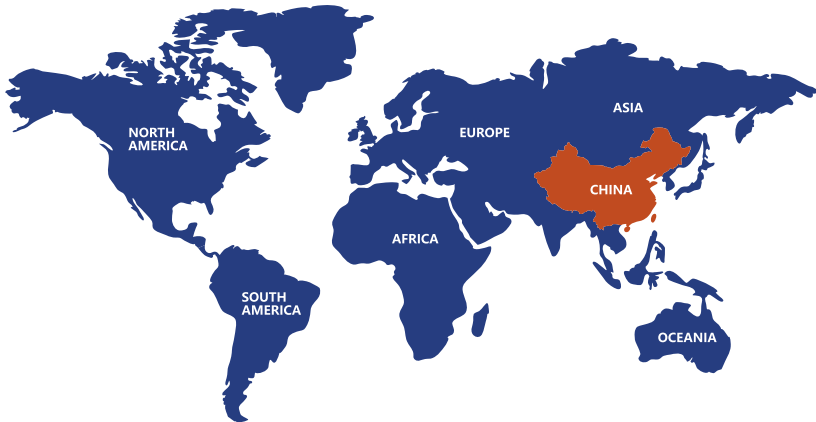 ASIA
NORTH
AMERICA
EUROPE
CHINA
AFRICA
SOUTH
AMERICA
OCEANIA